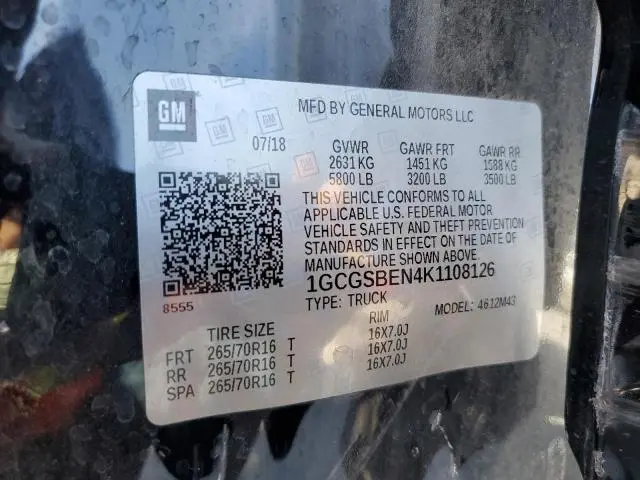 GM
MFD BY GENERAL MOTORS LLC
07/18 GVWR GAWR FRT GAWR RR
2631 KG 1451 KG 1588 KG
5800 LB 3200 LB 3500 LB
THIS VEHICLE CONFORMS TO ALL
APPLICABLE U.S. FEDERAL MOTOR
VEHICLE SAFETY AND THEFT PREVENTION
STANDARDS IN EFFECT ON THE DATE OF
MANUFACTURE SHOWN ABOVE.
1GCGSBEN4K1108126
8555
TYPE: TRUCK MODEL: 4612M43
TIRE SIZE RIM
FRT 265/70R16 T 16X7.0J
RR 265/70R16 T 16X7.0J
SPA 265/70R16 T 16X7.0J